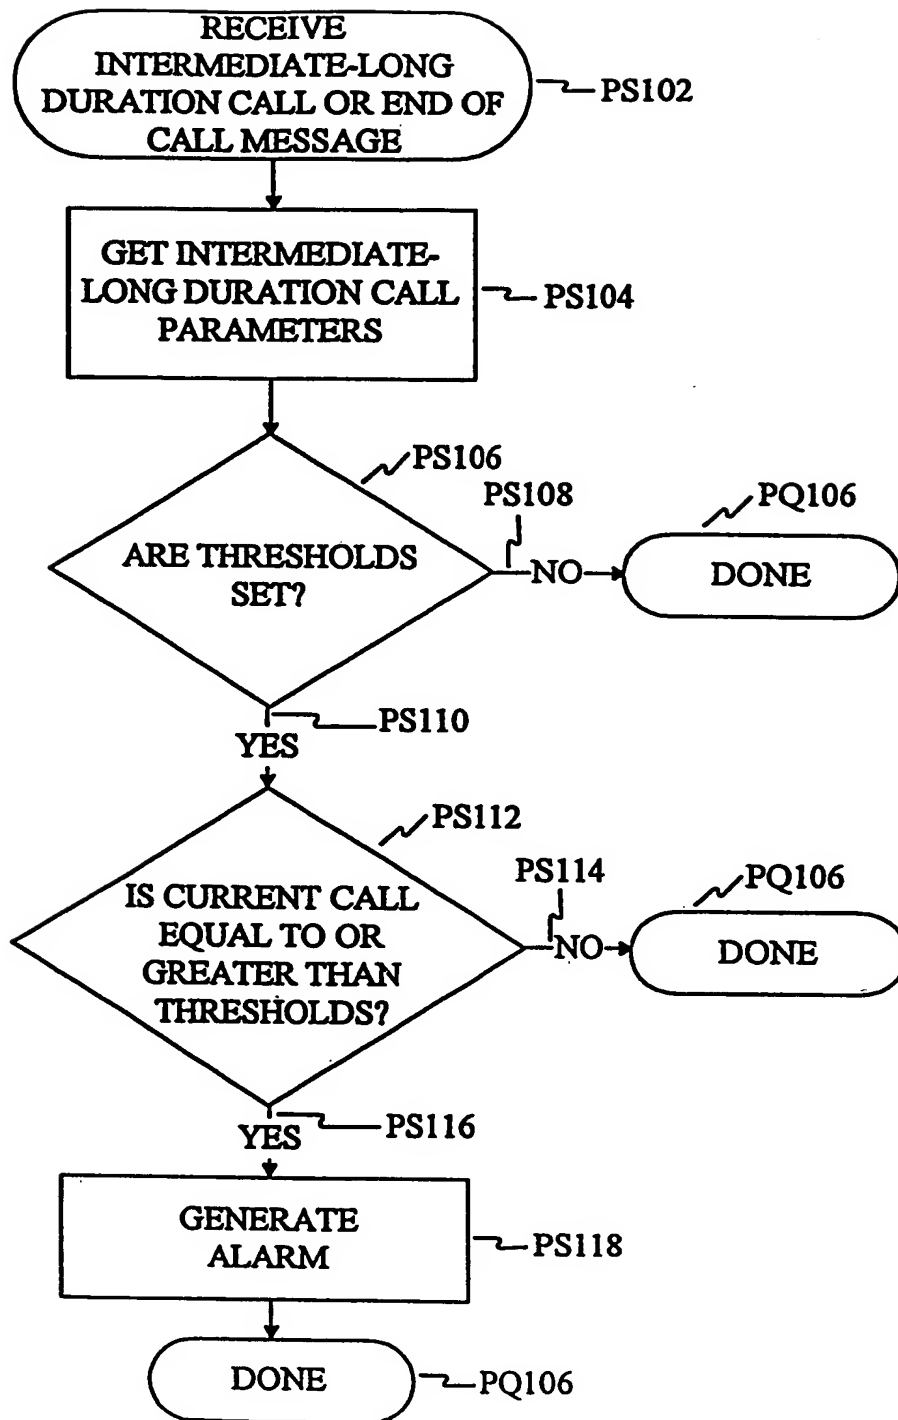 RECEIVE
INTERMEDIATE-LONG
DURATION CALL OR END OF
CALL MESSAGE
PS102
GET INTERMEDIATE-
LONG DURATION CALL
PARAMETERS
PS104
PS106
ARE THRESHOLDS
SET?
PS108
NO
PQ106
DONE
PS110
YES
PS112
IS CURRENT CALL
EQUAL TO OR
GREATER THAN
THRESHOLDS?
PS114
NO
PQ106
DONE
PS116
YES
GENERATE
ALARM
PS118
DONE
PQ106